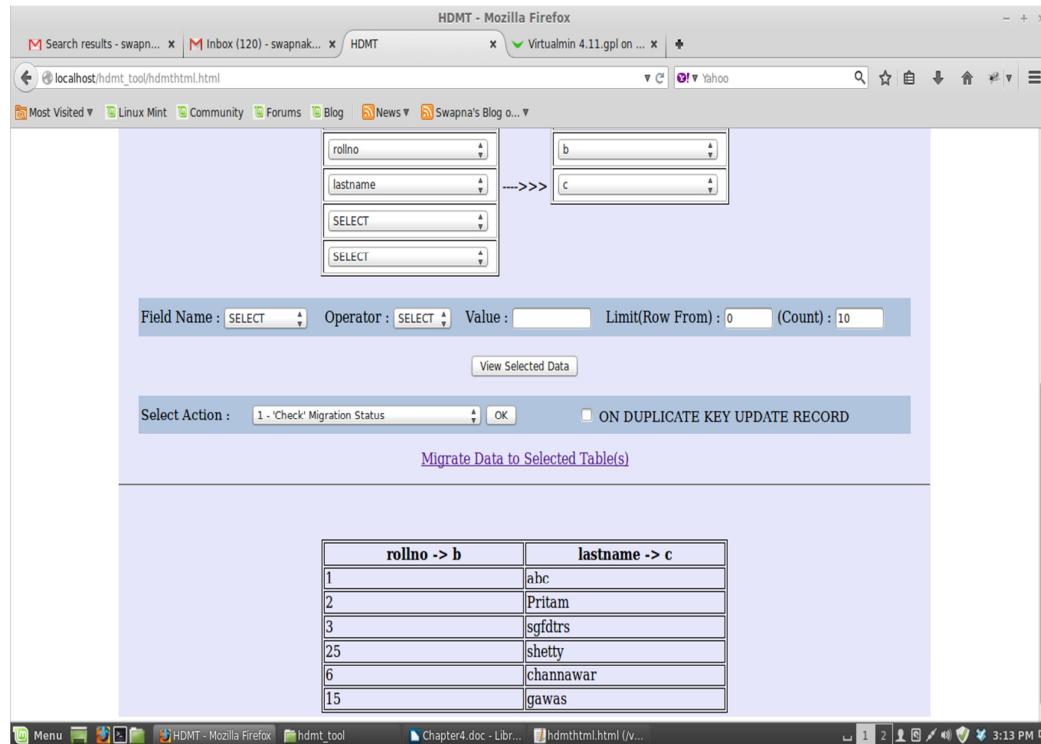 HDMT - Mozilla Firefox
Search results - swapn... Inbox (120) - swapnak... HDMT Virtualmin 4.11.gpl on ...
localhost/hdmt_tool/hdmthtml.html Yahoo
Most Visited Linux Mint Community Forums Blog News Swapna's Blog o...
rollno b
lastname ---->>> c
SELECT
SELECT
Field Name : SELECT Operator : SELECT Value : Limit(Row From) : 0 (Count) : 10
View Selected Data
Select Action : 1 - 'Check' Migration Status OK ON DUPLICATE KEY UPDATE RECORD
Migrate Data to Selected Table(s)
rollno -> b lastname -> c
1 abc
2 Pritam
3 sgfdtrs
25 shetty
6 channawar
15 gawas
Menu HDMT - Mozilla Firefox hdmt_tool Chapter4.doc - Libr... hdmthtml.html (/v... 1 2 3:13 PM